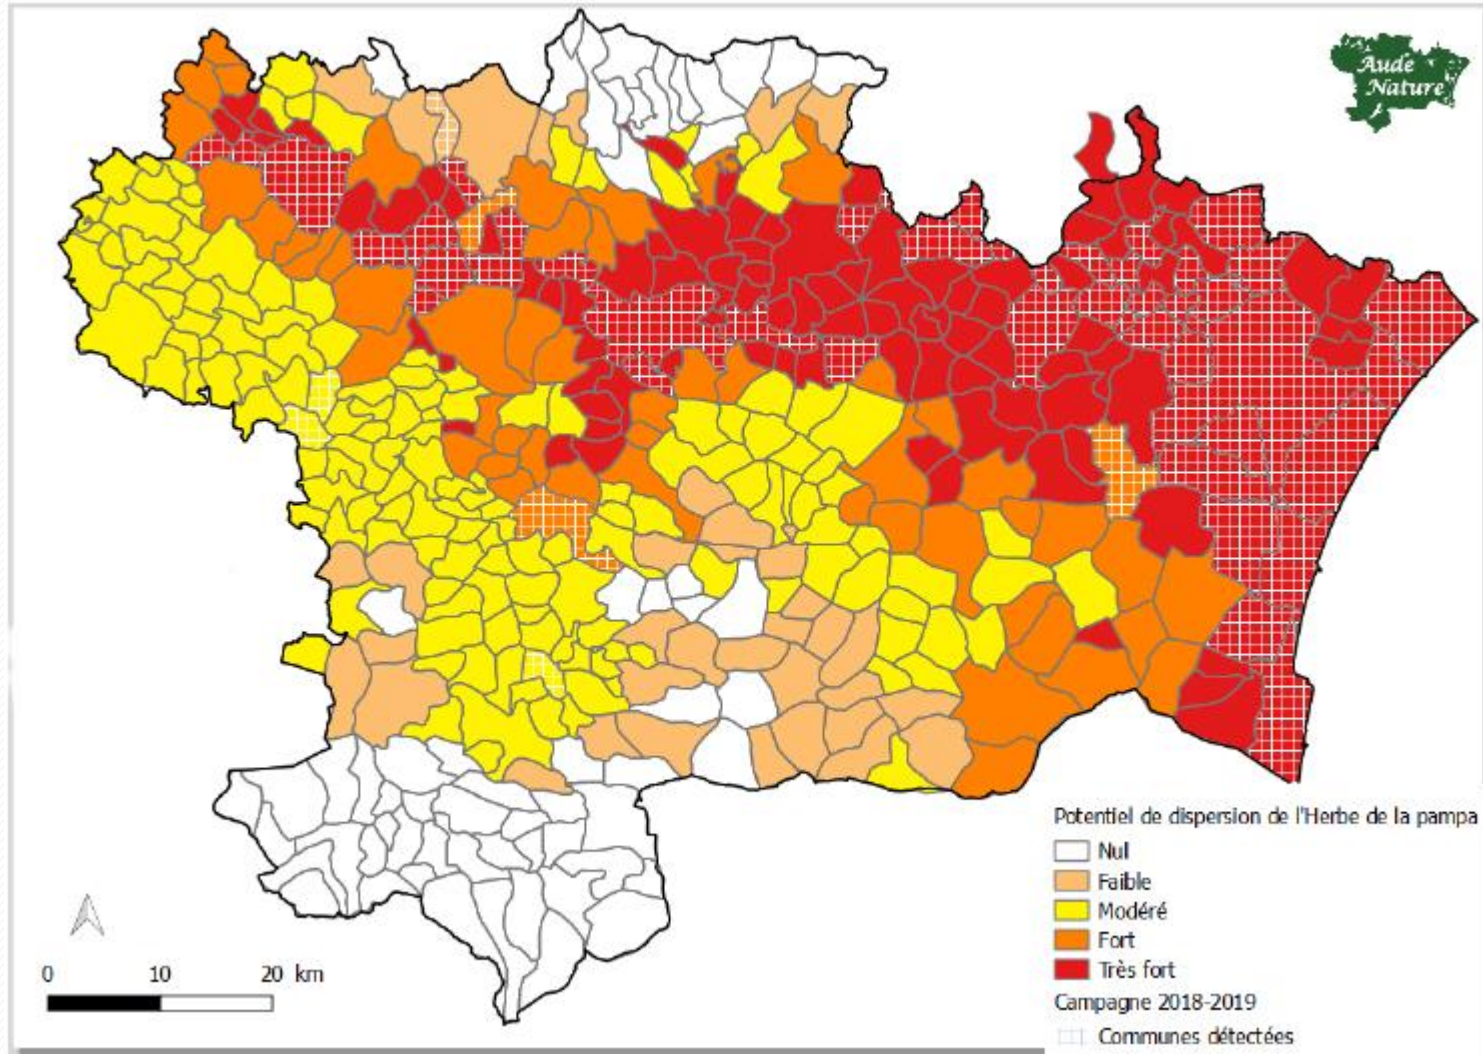 Aude
Nature
Potentiel de dispersion de l'Herbe de la pampa
Nul
Faible
Modéré
Fort
Très fort
Campagne 2018-2019
Communes détectées
0 10 20 km